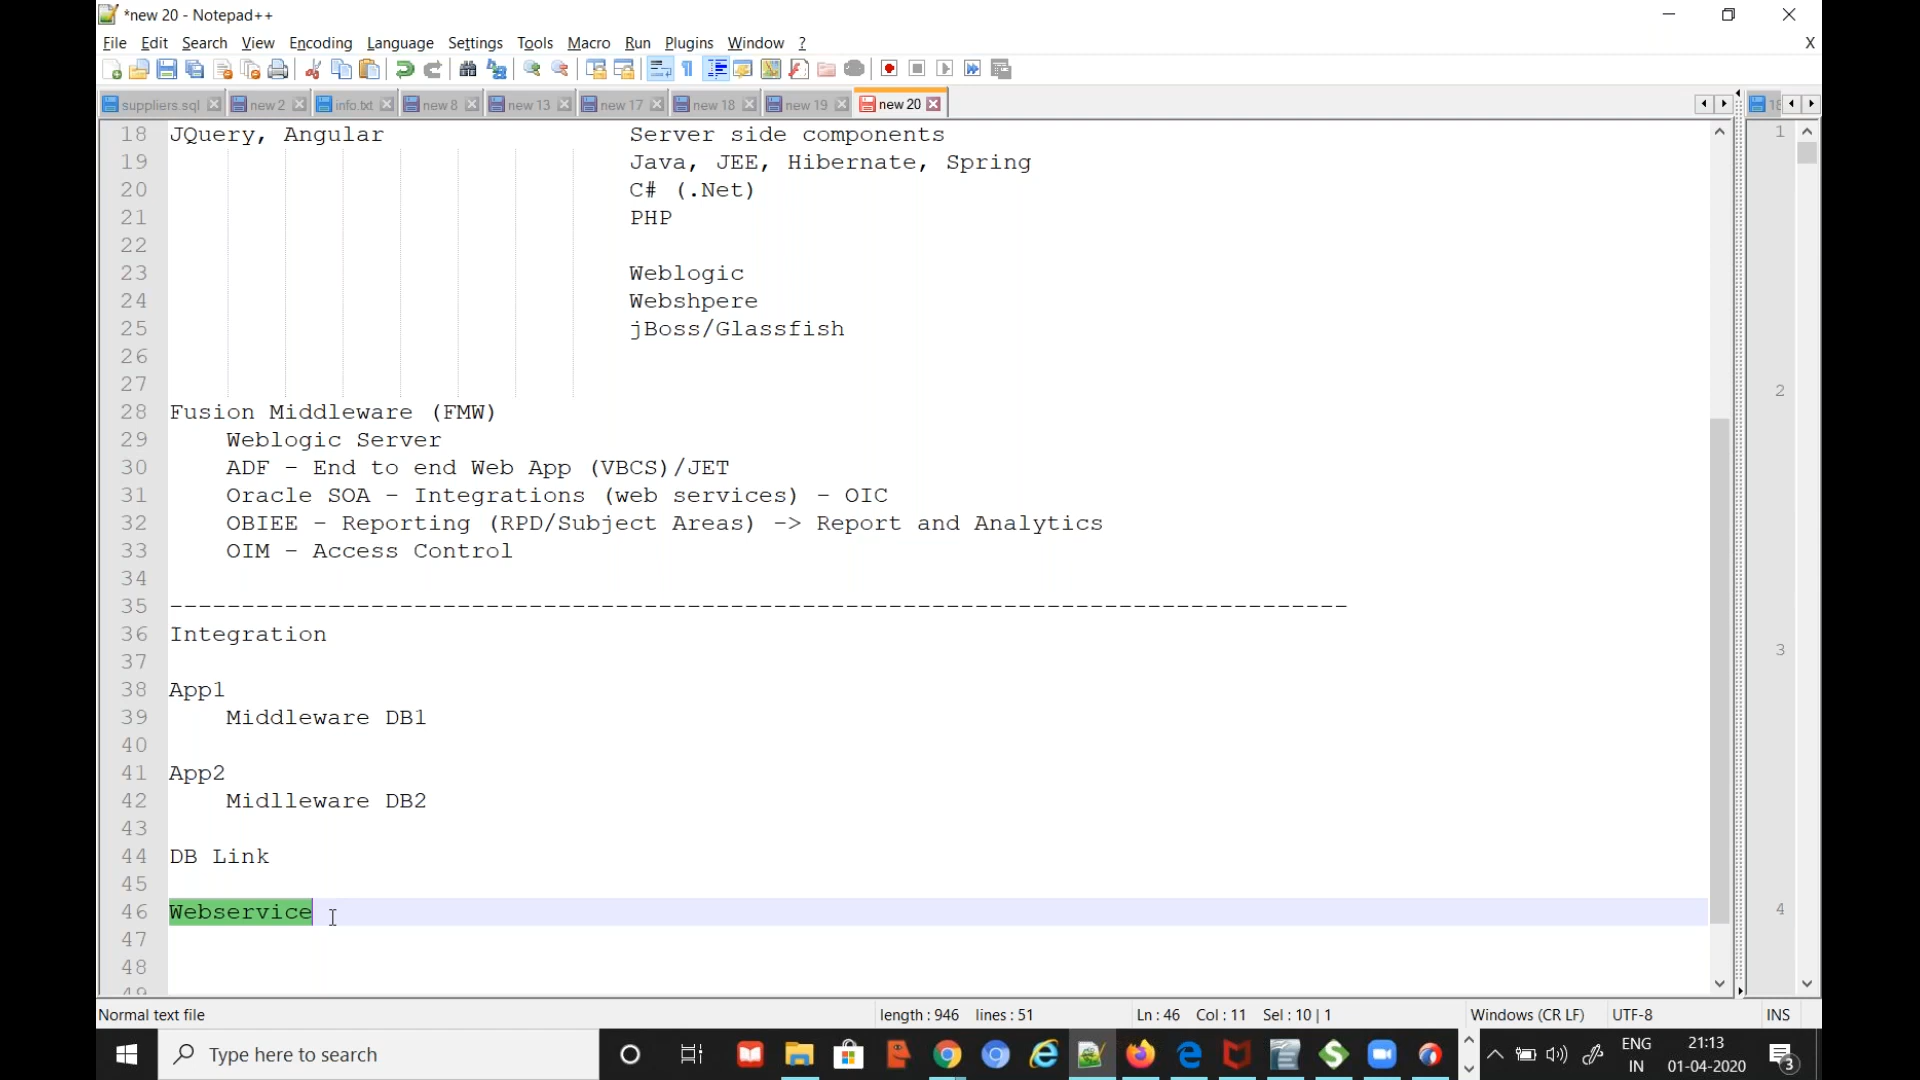 *new 20 - Notepad++
File Edit Search View Encoding Language Settings Tools Macro Run Plugins Window ?
X
suppliers.sql new 2 info.txt new 8 new 13 new 17 new 18 new 19 new 20
18 JQuery, Angular Server side components
19 Java, JEE, Hibernate, Spring
20 C# (.Net)
21 PHP
22
23 Weblogic
24 Webshpere
25 jBoss/Glassfish
26
27
28 Fusion Middleware (FMW)
29 Weblogic Server
30 ADF - End to end Web App (VBCS)/JET
31 Oracle SOA - Integrations (web services) - OIC
32 OBIEE - Reporting (RPD/Subject Areas) -> Report and Analytics
33 OIM - Access Control
34
35 ----------------------------------------------------------------------------------
36 Integration
37
38 App1
39 Middleware DB1
40
41 App2
42 Midlleware DB2
43
44 DB Link
45
46 Webservice
47
48
49
1
2
3
4
Normal text file length : 946 lines : 51 Ln : 46 Col : 11 Sel : 10 | 1 Windows (CR LF) UTF-8 INS
Type here to search
ENG
IN
21:13
01-04-2020
3